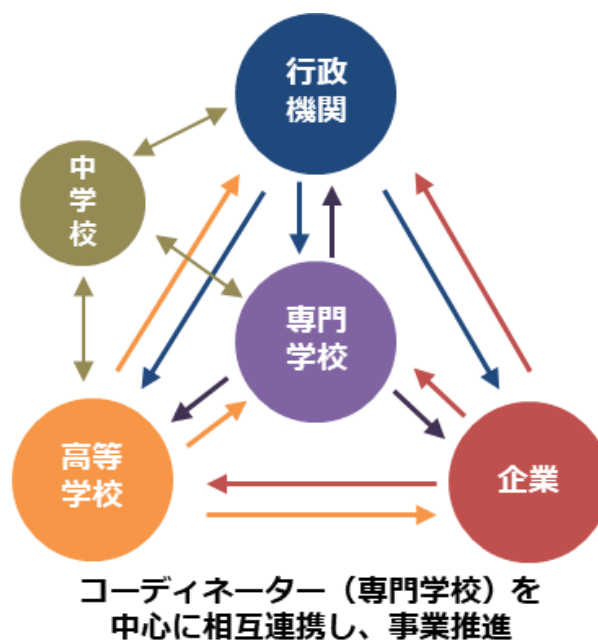 行政
機関
中
学
校
専門
学校
高等
学校
企業
コーディネーター（専門学校）を
中心に相互連携し、事業推進